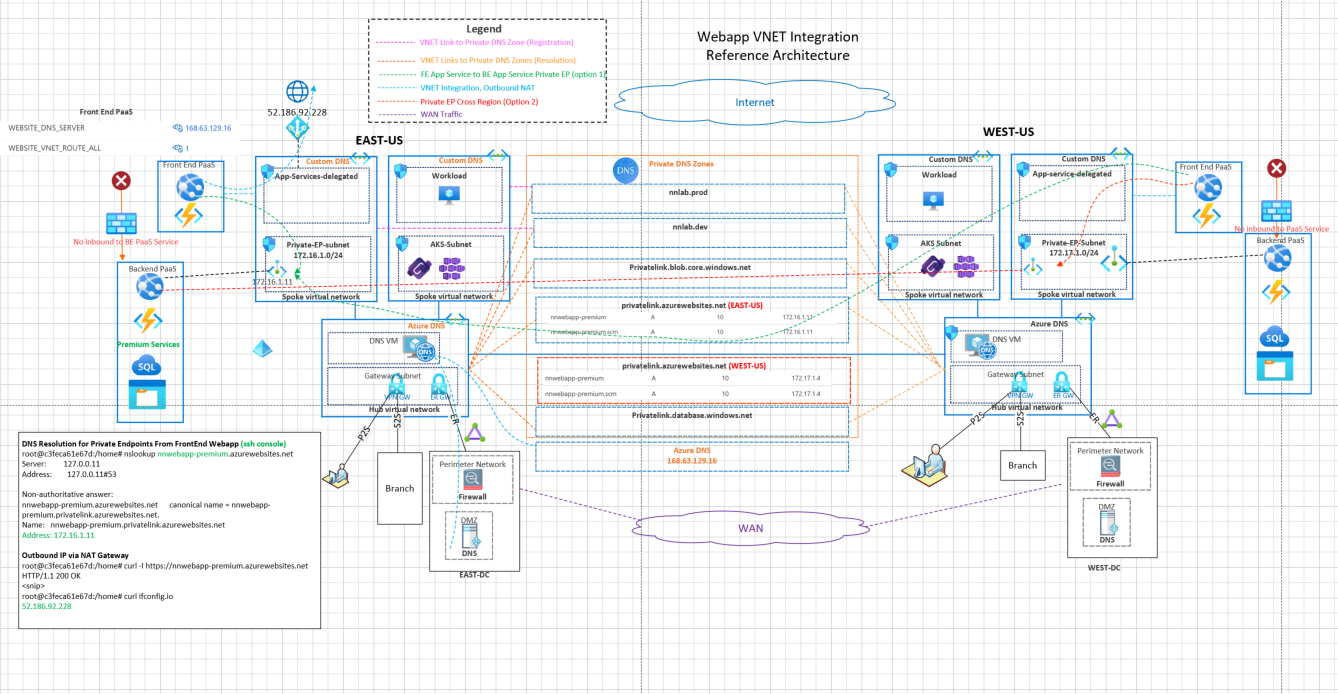 Legend
VNET Link to Private DNS Zone (Registration)
VNET Links to Private DNS Zones (Resolution)
FE App Service to BE App Service Private EP (option 1)
VNET Integration, Outbound NAT
Private EP Cross Region (Option 2)
WAN Traffic
Webapp VNET Integration
Reference Architecture
Internet
52.186.92.228
Front End PaaS
WEBSITE_DNS_SERVER
168.63.129.16
WEBSITE_VNET_ROUTE_ALL
1
EAST-US
WEST-US
Front End PaaS
No inbound to BE PaaS Service
Backend PaaS
Premium Services
SQL
Custom DNS
App-Services-delegated
Private-EP-subnet
172.16.1.0/24
172.16.1.11
Spoke virtual network
Custom DNS
Workload
AKS-Subnet
Spoke virtual network
Azure DNS
DNS VM
DNS
Gateway Subnet
VPN GW
ER GW
Hub virtual network
P2S
S2S
ER
Branch
Perimeter Network
Firewall
DMZ
DNS
EAST-DC
DNS
Private DNS Zones
nnlab.prod
nnlab.dev
Privatelink.blob.core.windows.net
privatelink.azurewebsites.net (EAST-US)
nnwebapp-premium A 10 172.16.1.11
nnwebapp-premium.scm A 10 172.16.1.11
privatelink.azurewebsites.net (WEST-US)
nnwebapp-premium A 10 172.17.1.4
nnwebapp-premium.scm A 10 172.17.1.4
Privatelink.database.windows.net
Azure DNS
168.63.129.16
WAN
Custom DNS
Workload
AKS Subnet
Spoke virtual network
Custom DNS
App-service-delegated
Private-EP-Subnet
172.17.1.0/24
Spoke virtual network
Front End PaaS
No inbound to PaaS Service
Backend PaaS
SQL
Azure DNS
DNS VM
DNS
Gateway Subnet
VPN GW
ER GW
Hub virtual network
P2S
S2S
ER
Branch
Perimeter Network
Firewall
DMZ
DNS
WEST-DC
DNS Resolution for Private Endpoints From FrontEnd Webapp (ssh console)
root@c3feca61e67d:/home# nslookup nnwebapp-premium.azurewebsites.net
Server: 127.0.0.11
Address: 127.0.0.11#53
Non-authoritative answer:
nnwebapp-premium.azurewebsites.net canonical name = nnwebapp-
premium.privatelink.azurewebsites.net.
Name: nnwebapp-premium.privatelink.azurewebsites.net
Address: 172.16.1.11
Outbound IP via NAT Gateway
root@c3feca61e67d:/home# curl -I https://nnwebapp-premium.azurewebsites.net
HTTP/1.1 200 OK
<snip>
root@c3feca61e67d:/home# curl ifconfig.io
52.186.92.228